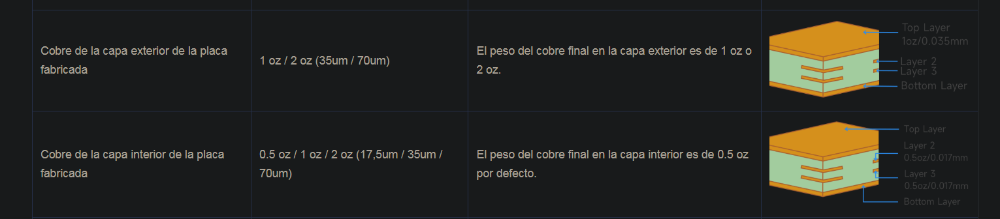 Cobre de la capa exterior de la placa
fabricada
1 oz / 2 oz (35um / 70um)
El peso del cobre final en la capa exterior es de 1 oz o
2 oz.
Top Layer
1oz/0.035mm
Layer 2
Layer 3
Bottom Layer
Cobre de la capa interior de la placa
fabricada
0.5 oz / 1 oz / 2 oz (17,5um / 35um /
70um)
El peso del cobre final en la capa interior es de 0.5 oz
por defecto.
Top Layer
Layer 2
0.5oz/0.017mm
Layer 3
0.5oz/0.017mm
Bottom Layer